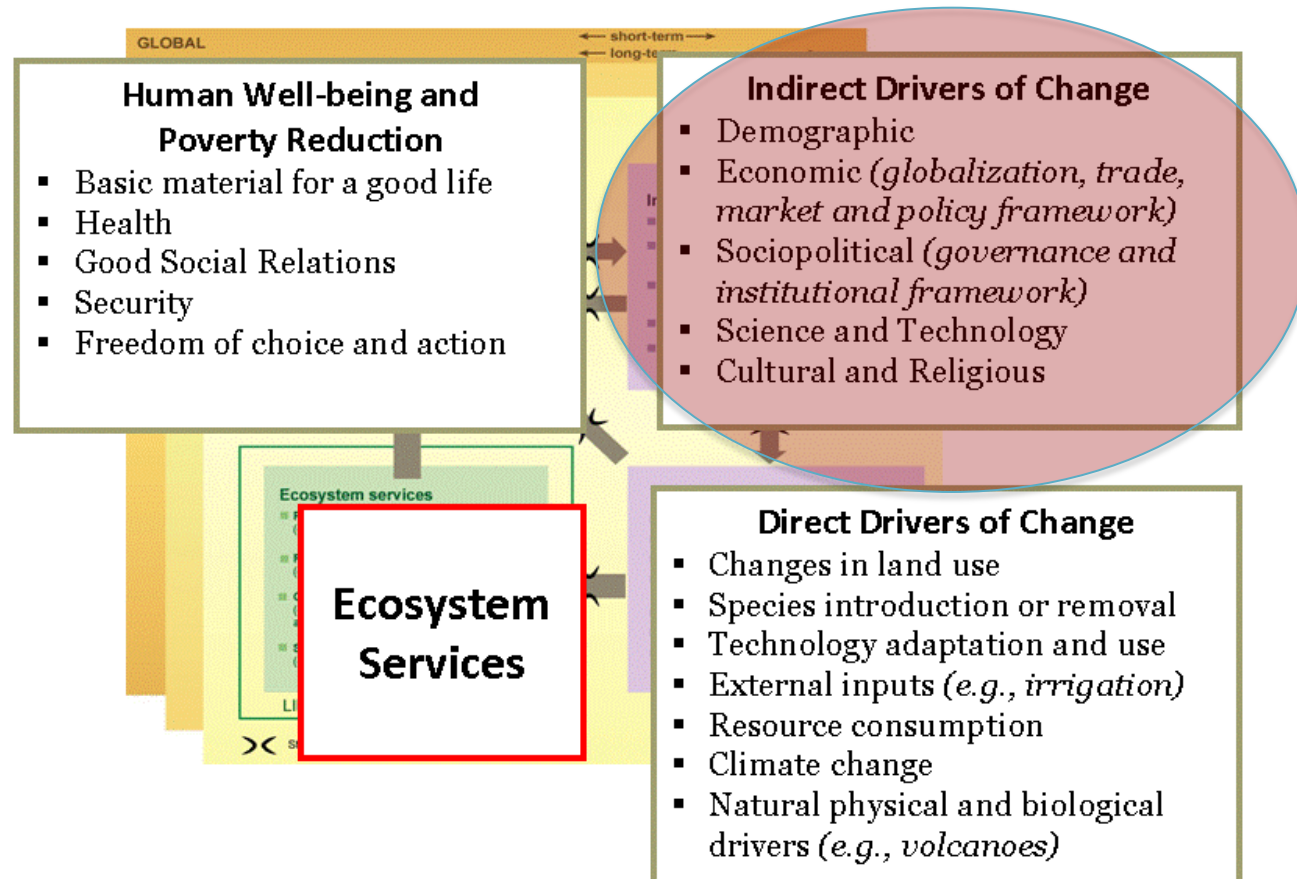 GLOBAL
short-term
Human Well-being and
Poverty Reduction
▪ Basic material for a good life
▪ Health
▪ Good Social Relations
▪ Security
▪ Freedom of choice and action
Indirect Drivers of Change
▪ Demographic
▪ Economic (globalization, trade,
market and policy framework)
▪ Sociopolitical (governance and
institutional framework)
▪ Science and Technology
▪ Cultural and Religious
Ecosystem services
Ecosystem
Services
Direct Drivers of Change
▪ Changes in land use
▪ Species introduction or removal
▪ Technology adaptation and use
▪ External inputs (e.g., irrigation)
▪ Resource consumption
▪ Climate change
▪ Natural physical and biological
drivers (e.g., volcanoes)